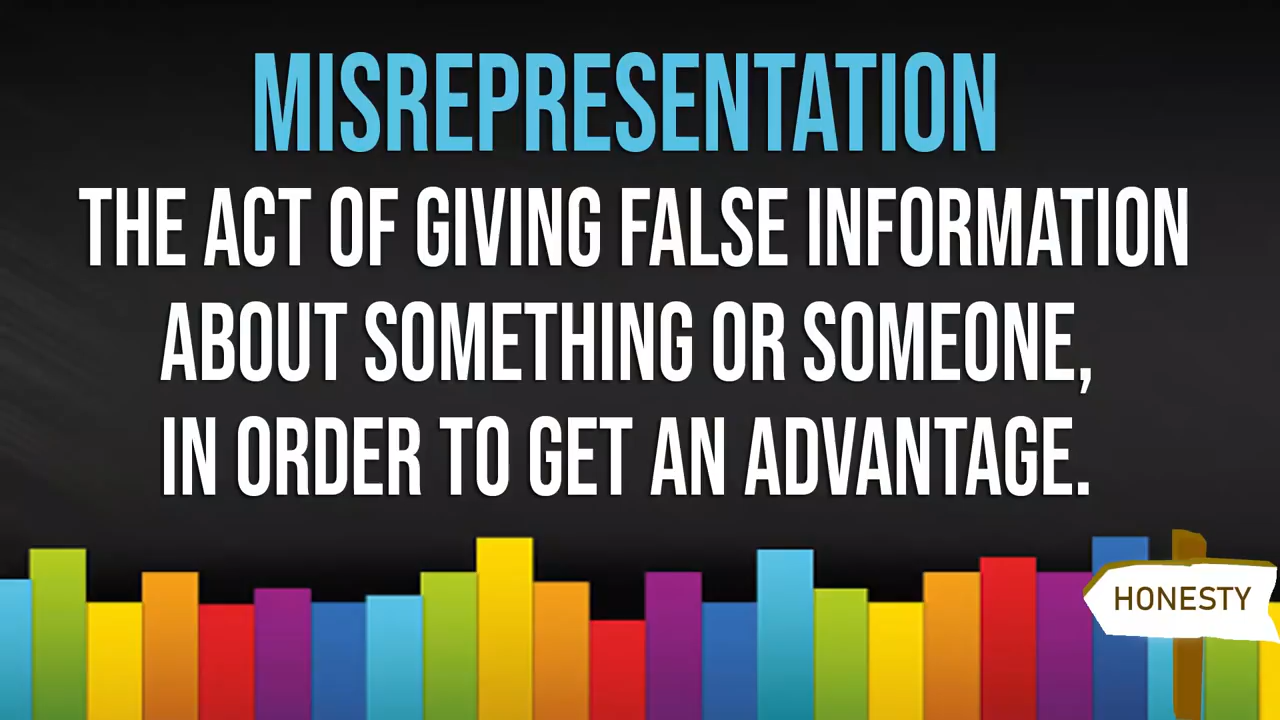 MISREPRESENTATION
THE ACT OF GIVING FALSE INFORMATION
ABOUT SOMETHING OR SOMEONE,
IN ORDER TO GET AN ADVANTAGE.
HONESTY